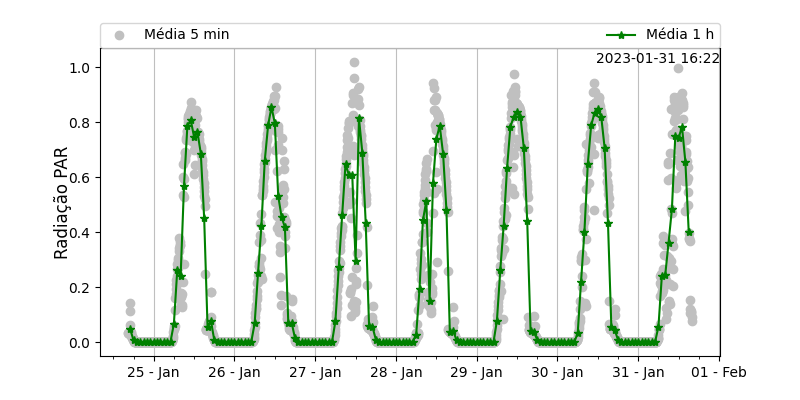 Média 5 min
Média 1 h
2023-01-31 16:22
Radiação PAR
1.0
0.8
0.6
0.4
0.2
0.0
25 - Jan
26 - Jan
27 - Jan
28 - Jan
29 - Jan
30 - Jan
31 - Jan
01 - Feb